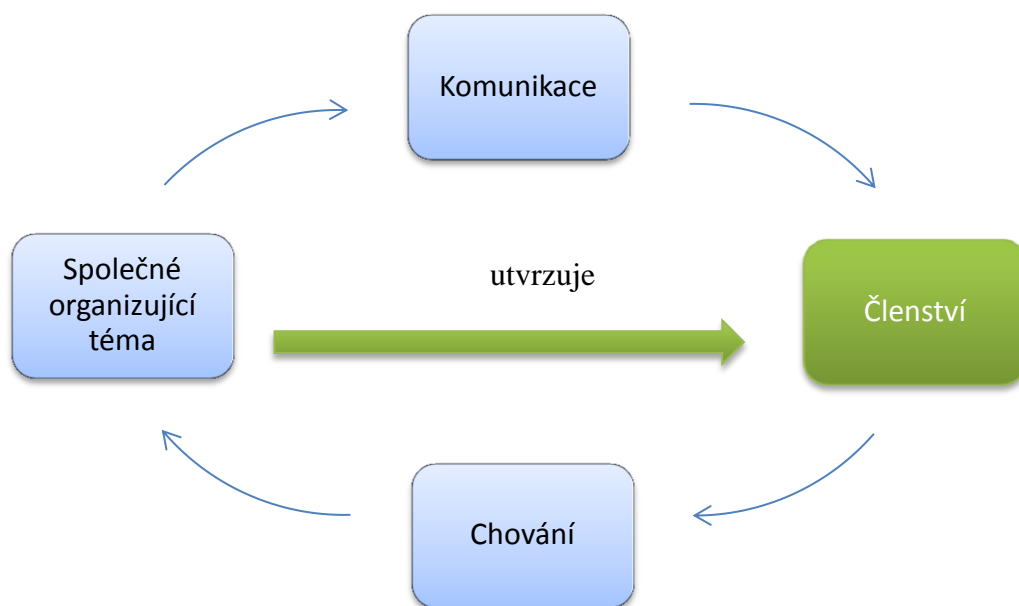 Komunikace
Společné
organizující
téma
utvrzuje
Členství
Chování